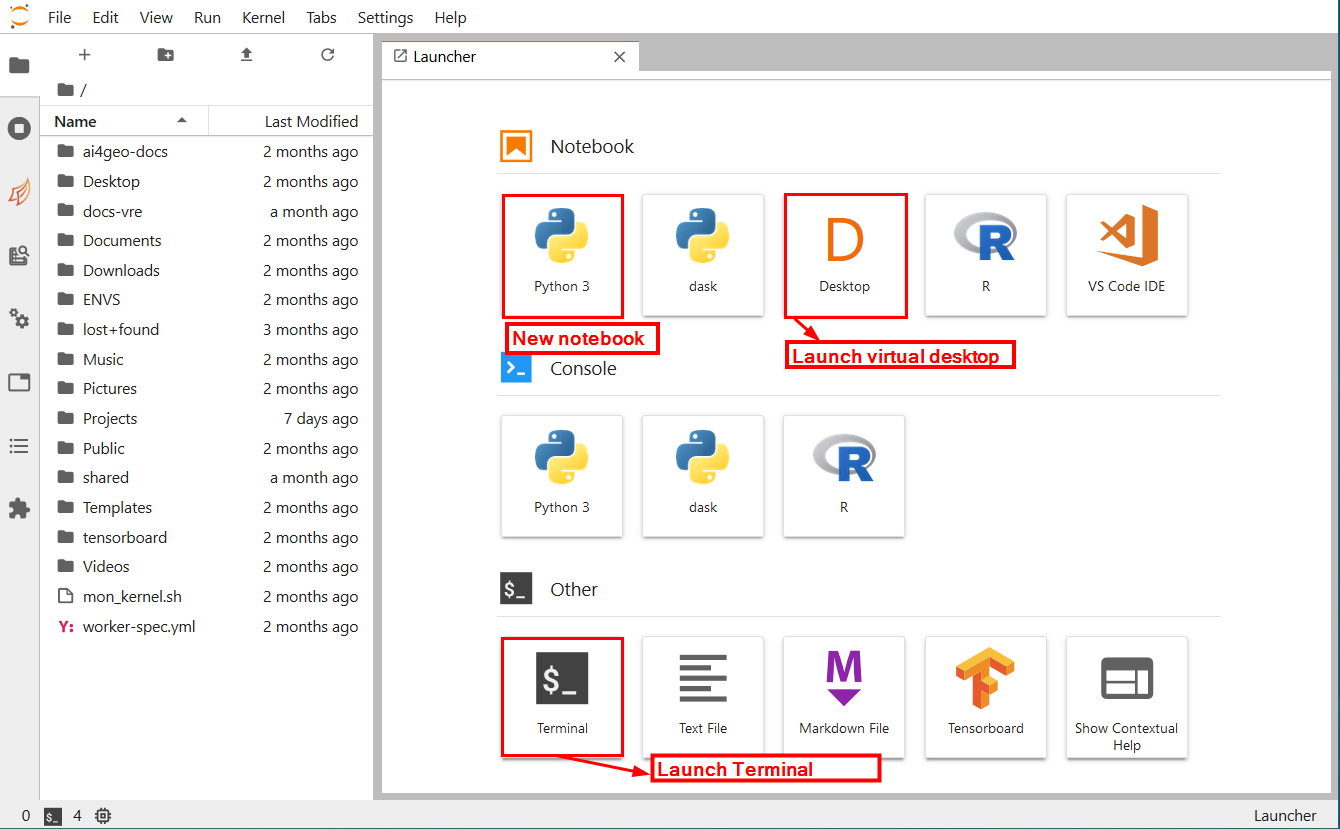 File Edit View Run Kernel Tabs Settings Help
Launcher
/
Name Last Modified
ai4geo-docs 2 months ago
Desktop 2 months ago
docs-vre a month ago
Documents 2 months ago
Downloads 2 months ago
ENVS 2 months ago
lost+found 3 months ago
Music 2 months ago
Pictures 2 months ago
Projects 7 days ago
Public 2 months ago
shared a month ago
Templates 2 months ago
tensorboard 2 months ago
Videos 2 months ago
mon_kernel.sh 2 months ago
Y: worker-spec.yml 2 months ago
Notebook
D
Python 3 dask Desktop R VS Code IDE
New notebook
Launch virtual desktop
Console
Python 3 dask R
$_ Other
$_ M
Terminal Text File Markdown File Tensorboard Show Contextual
Help
Launch Terminal
0 $_ 4 Launcher